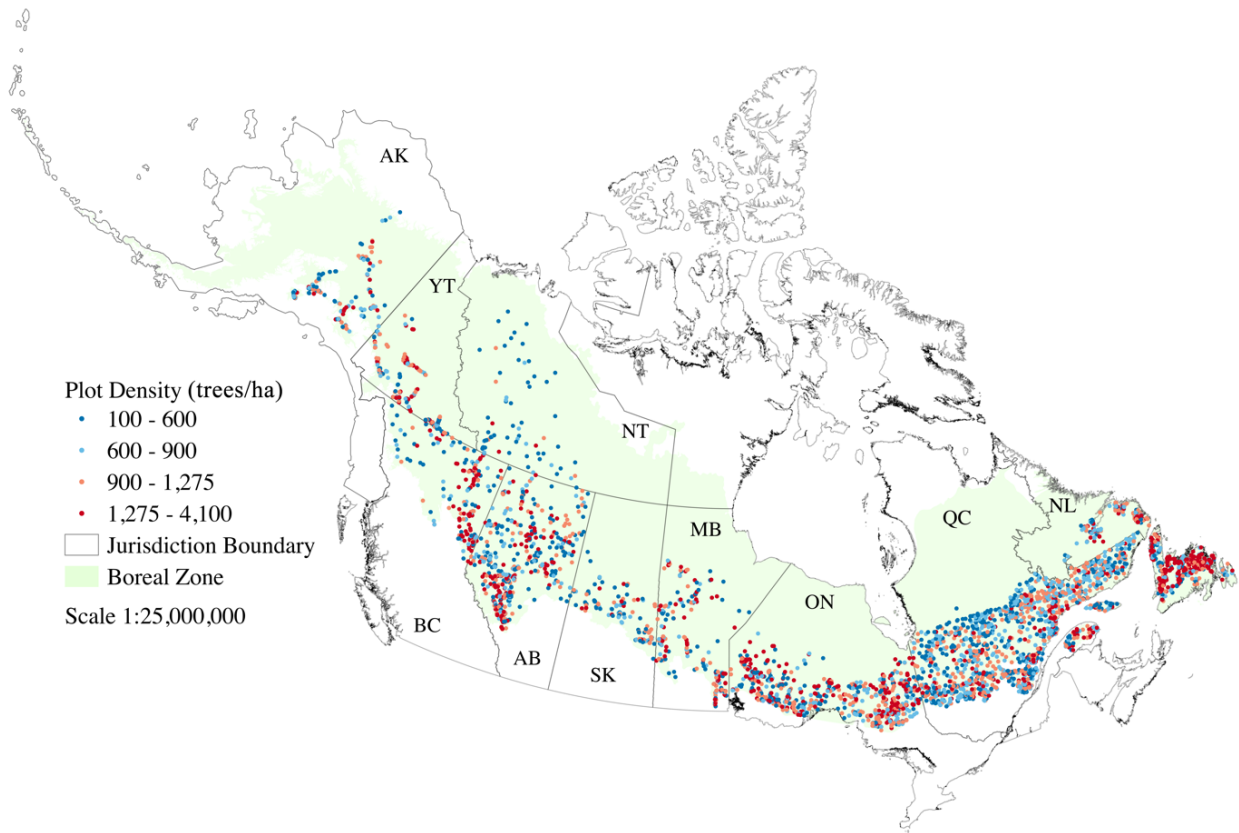 AK
YT
Plot Density (trees/ha)
100 - 600
NT
600 - 900
900 - 1,275
QC
NL
1,275 - 4,100
MB
Jurisdiction Boundary
Boreal Zone
ON
Scale 1:25,000,000
BC
AB
SK